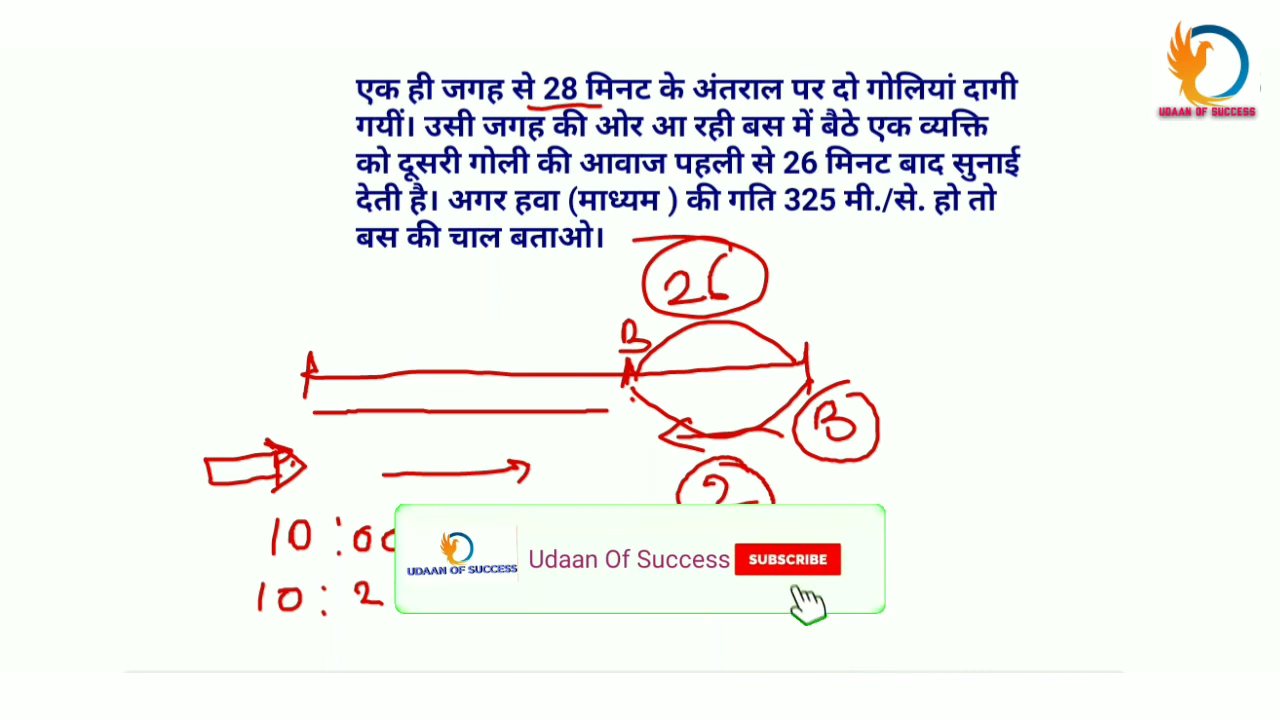 UDAAN OF SUCCESS
एक ही जगह से 28 मिनट के अंतराल पर दो गोलियां दागी
गयीं। उसी जगह की ओर आ रही बस में बैठे एक व्यक्ति
को दूसरी गोली की आवाज पहली से 26 मिनट बाद सुनाई
देती है। अगर हवा (माध्यम ) की गति 325 मी./से. हो तो
बस की चाल बताओ।
26
B
A
B
2
10:00
10:2
UDAAN OF SUCCESS
Udaan Of Success
SUBSCRIBE